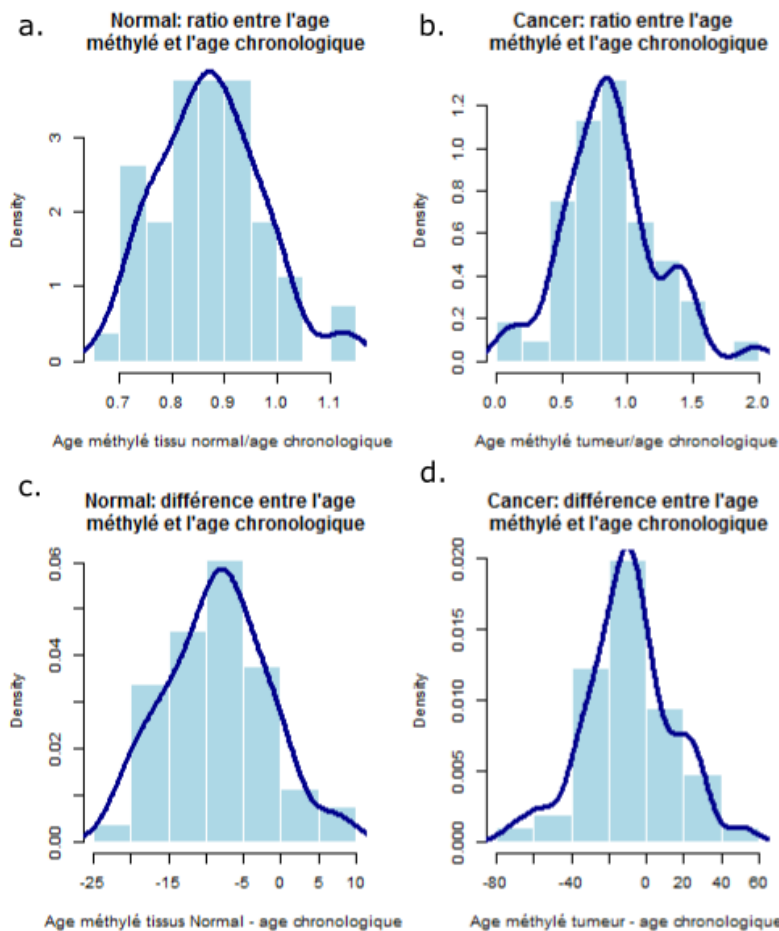 a.
Normal: ratio entre l'age
méthylé et l'age chronologique
Density
0
1
2
3
0.7
0.8
0.9
1.0
1.1
Age méthylé tissu normal/age chronologique
b.
Cancer: ratio entre l'age
méthylé et l'age chronologique
Density
0.0
0.2
0.4
0.6
0.8
1.0
1.2
0.0
0.5
1.0
1.5
2.0
Age méthylé tumeur/age chronologique
c.
Normal: différence entre l'age
méthylé et l'age chronologique
Density
0.00
0.02
0.04
0.06
-25
-15
-5
0
5
10
Age méthylé tissus Normal - age chronologique
d.
Cancer: différence entre l'age
méthylé et l'age chronologique
Density
0.000
0.005
0.010
0.015
0.020
-80
-40
0
20
40
60
Age méthylé tumeur - age chronologique